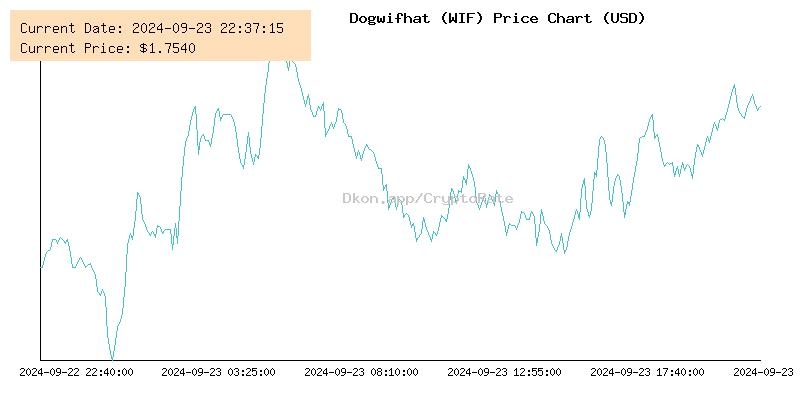 Dogwifhat (WIF) Price Chart (USD)
Current Date: 2024-09-23 22:37:15
Current Price: $1.7540
Dkon.app/CryptoRate
2024-09-22 22:40:00 2024-09-23 03:25:00 2024-09-23 08:10:00 2024-09-23 12:55:00 2024-09-23 17:40:00 2024-09-23